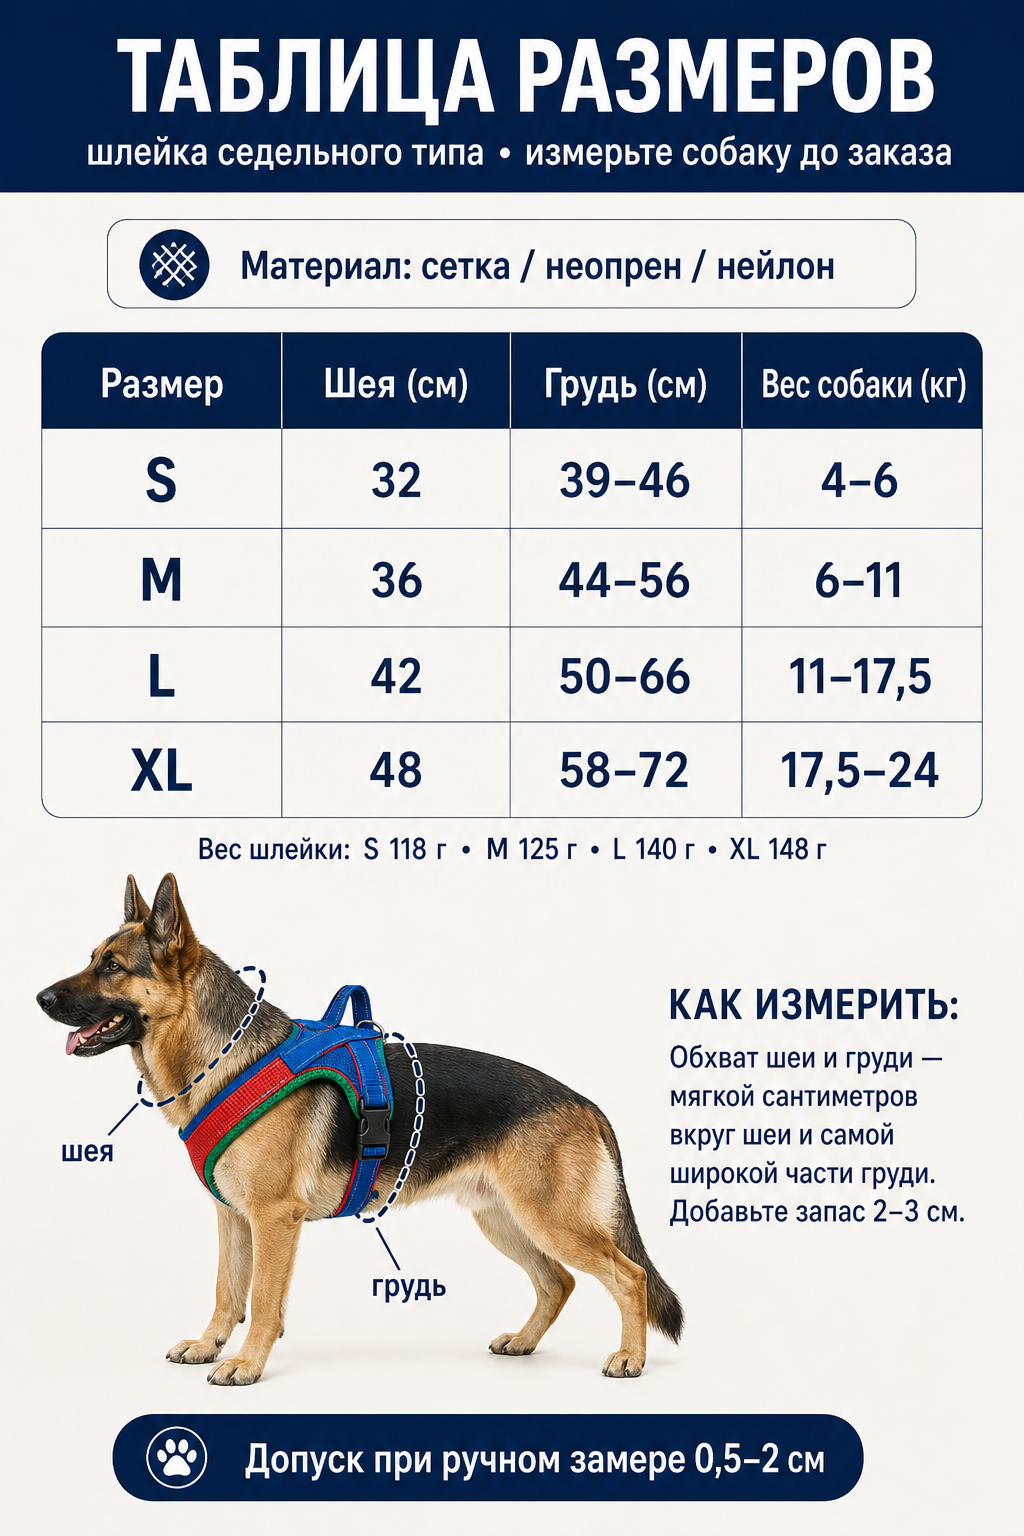 ТАБЛИЦА РАЗМЕРОВ
шлейка седельного типа • измерьте собаку до заказа
Материал: сетка / неопрен / нейлон
Размер Шея (см) Грудь (см) Вес собаки (кг)
S 32 39–46 4–6
M 36 44–56 6–11
L 42 50–66 11–17,5
XL 48 58–72 17,5–24
Вес шлейки: S 118 г • M 125 г • L 140 г • XL 148 г
шея
грудь
КАК ИЗМЕРИТЬ:
Обхват шеи и груди —
мягкой сантиметров
вкруг шеи и самой
широкой части груди.
Добавьте запас 2–3 см.
Допуск при ручном замере 0,5–2 см